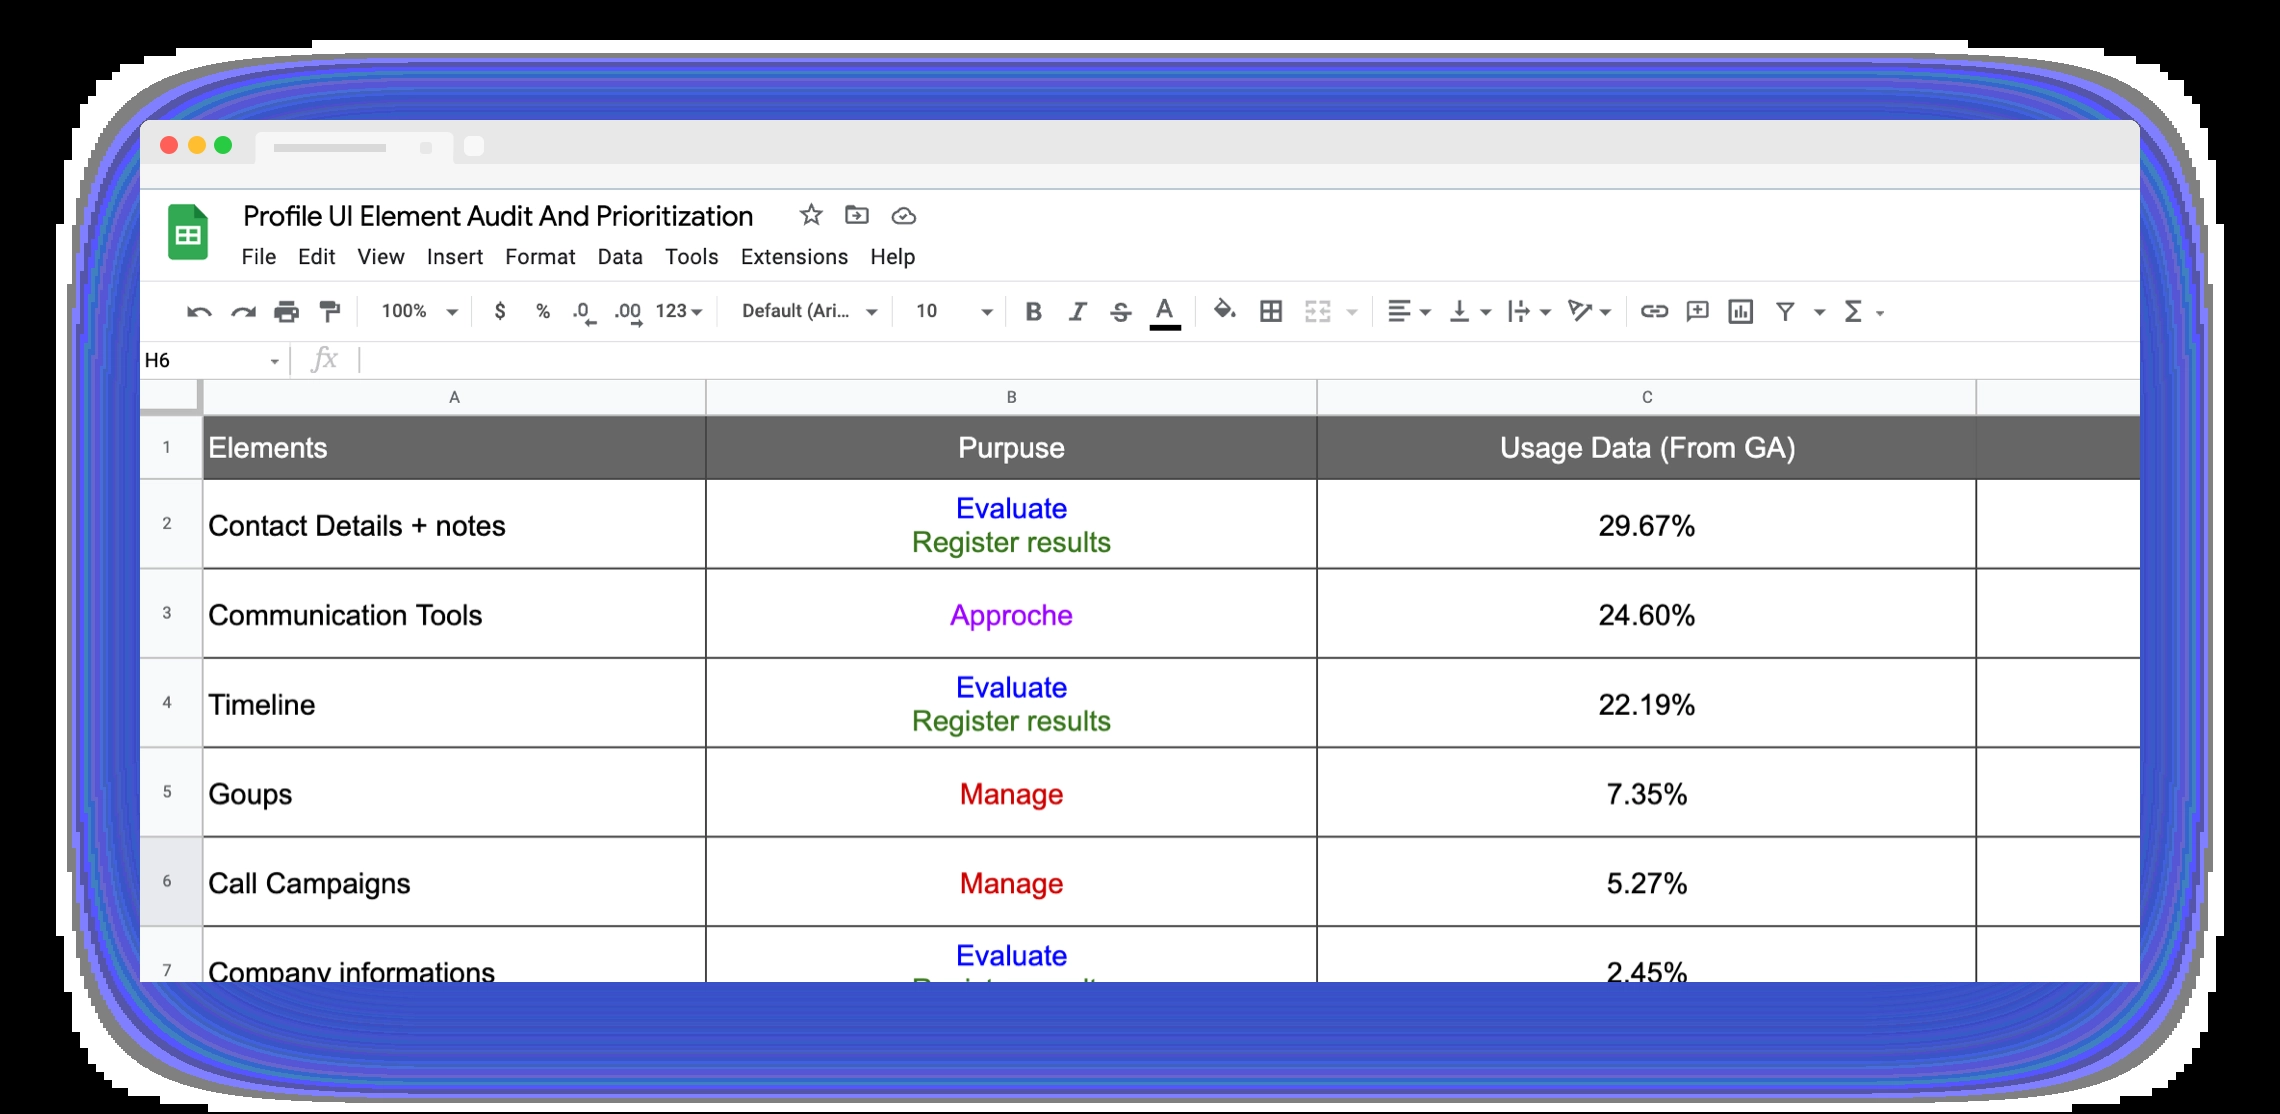 Profile UI Element Audit And Prioritization
File Edit View Insert Format Data Tools Extensions Help
100% $ % .0 .00 123 Default (Ari... 10 B I S A Σ
H6 fx
A B C
1 Elements Purpuse Usage Data (From GA)
2 Contact Details + notes Evaluate Register results 29.67%
3 Communication Tools Approche 24.60%
4 Timeline Evaluate Register results 22.19%
5 Goups Manage 7.35%
6 Call Campaigns Manage 5.27%
7 Company informations Evaluate 2.45%